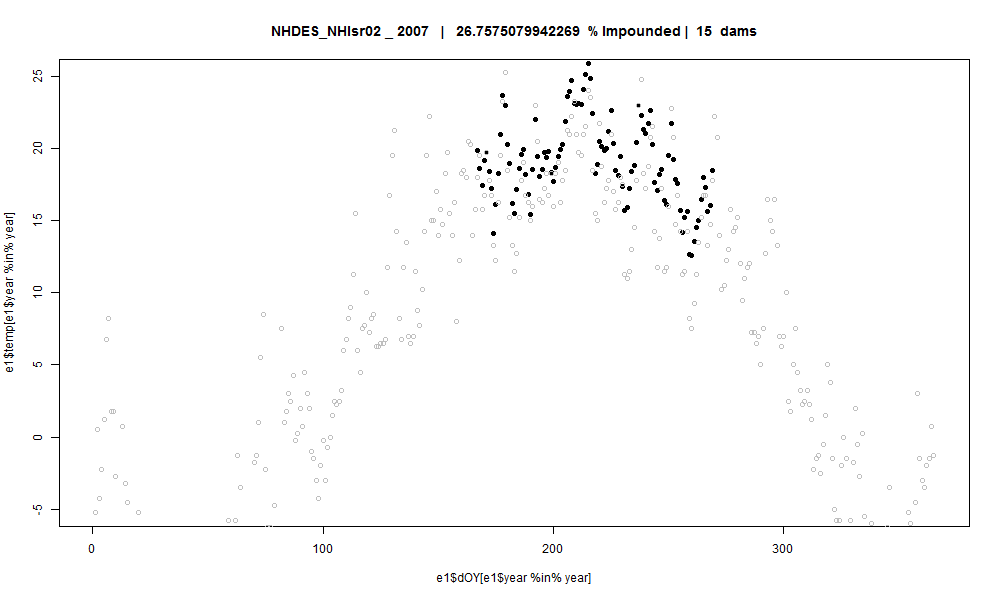 NHDES_NHIsr02 _ 2007 | 26.7575079942269 % Impounded | 15 dams
25
20
15
10
5
0
-5
e1$temp[e1$year %in% year]
0 100 200 300
e1$dOY[e1$year %in% year]